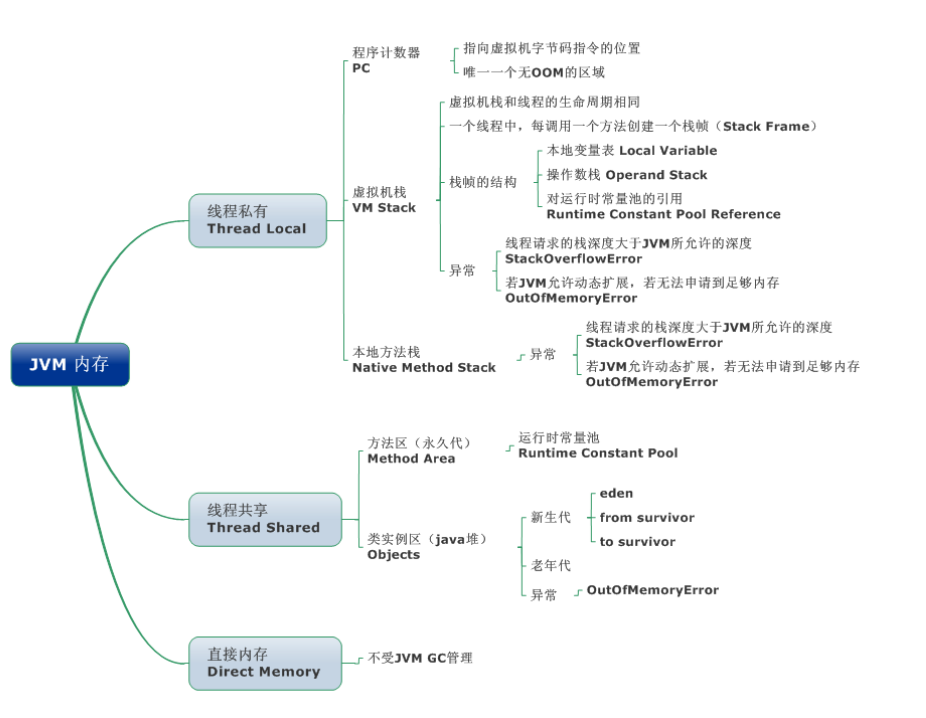 JVM 内存
线程私有
Thread Local
程序计数器
PC
指向虚拟机字节码指令的位置
唯一一个无OOM的区域
虚拟机栈
VM Stack
虚拟机栈和线程的生命周期相同
一个线程中，每调用一个方法创建一个栈帧（Stack Frame）
栈帧的结构
本地变量表 Local Variable
操作数栈 Operand Stack
对运行时常量池的引用
Runtime Constant Pool Reference
异常
线程请求的栈深度大于JVM所允许的深度
StackOverflowError
若JVM允许动态扩展，若无法申请到足够内存
OutOfMemoryError
本地方法栈
Native Method Stack
异常
线程请求的栈深度大于JVM所允许的深度
StackOverflowError
若JVM允许动态扩展，若无法申请到足够内存
OutOfMemoryError
线程共享
Thread Shared
方法区（永久代）
Method Area
运行时常量池
Runtime Constant Pool
类实例区（java堆）
Objects
新生代
eden
from survivor
to survivor
老年代
异常
OutOfMemoryError
直接内存
Direct Memory
不受JVM GC管理